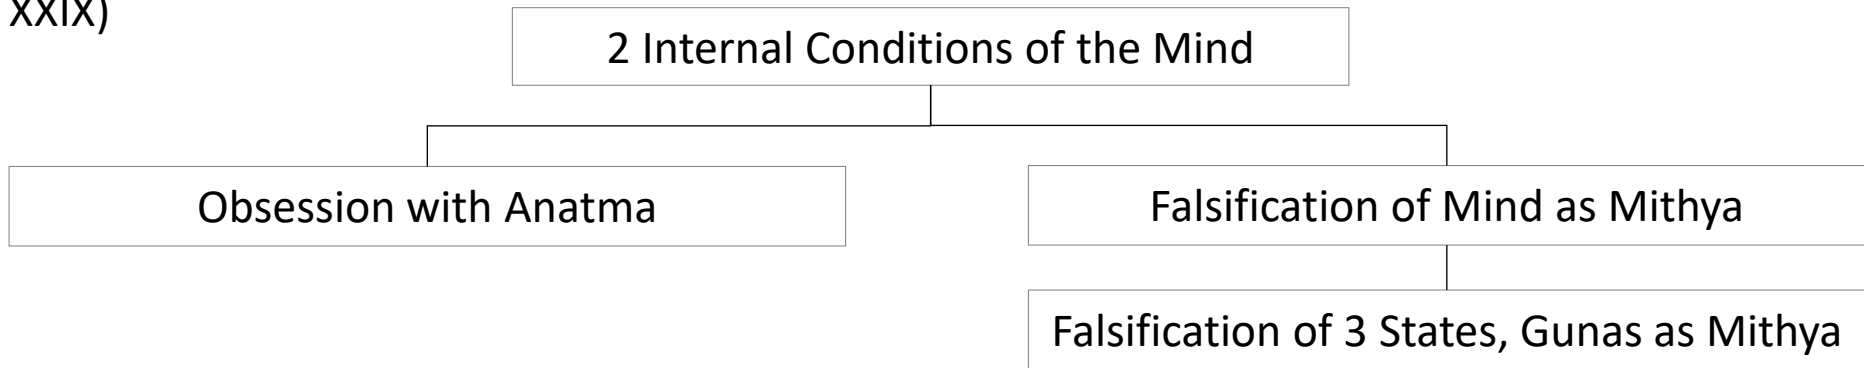 XXIX)
2 Internal Conditions of the Mind
Obsession with Anatma
Falsification of Mind as Mithya
Falsification of 3 States, Gunas as Mithya